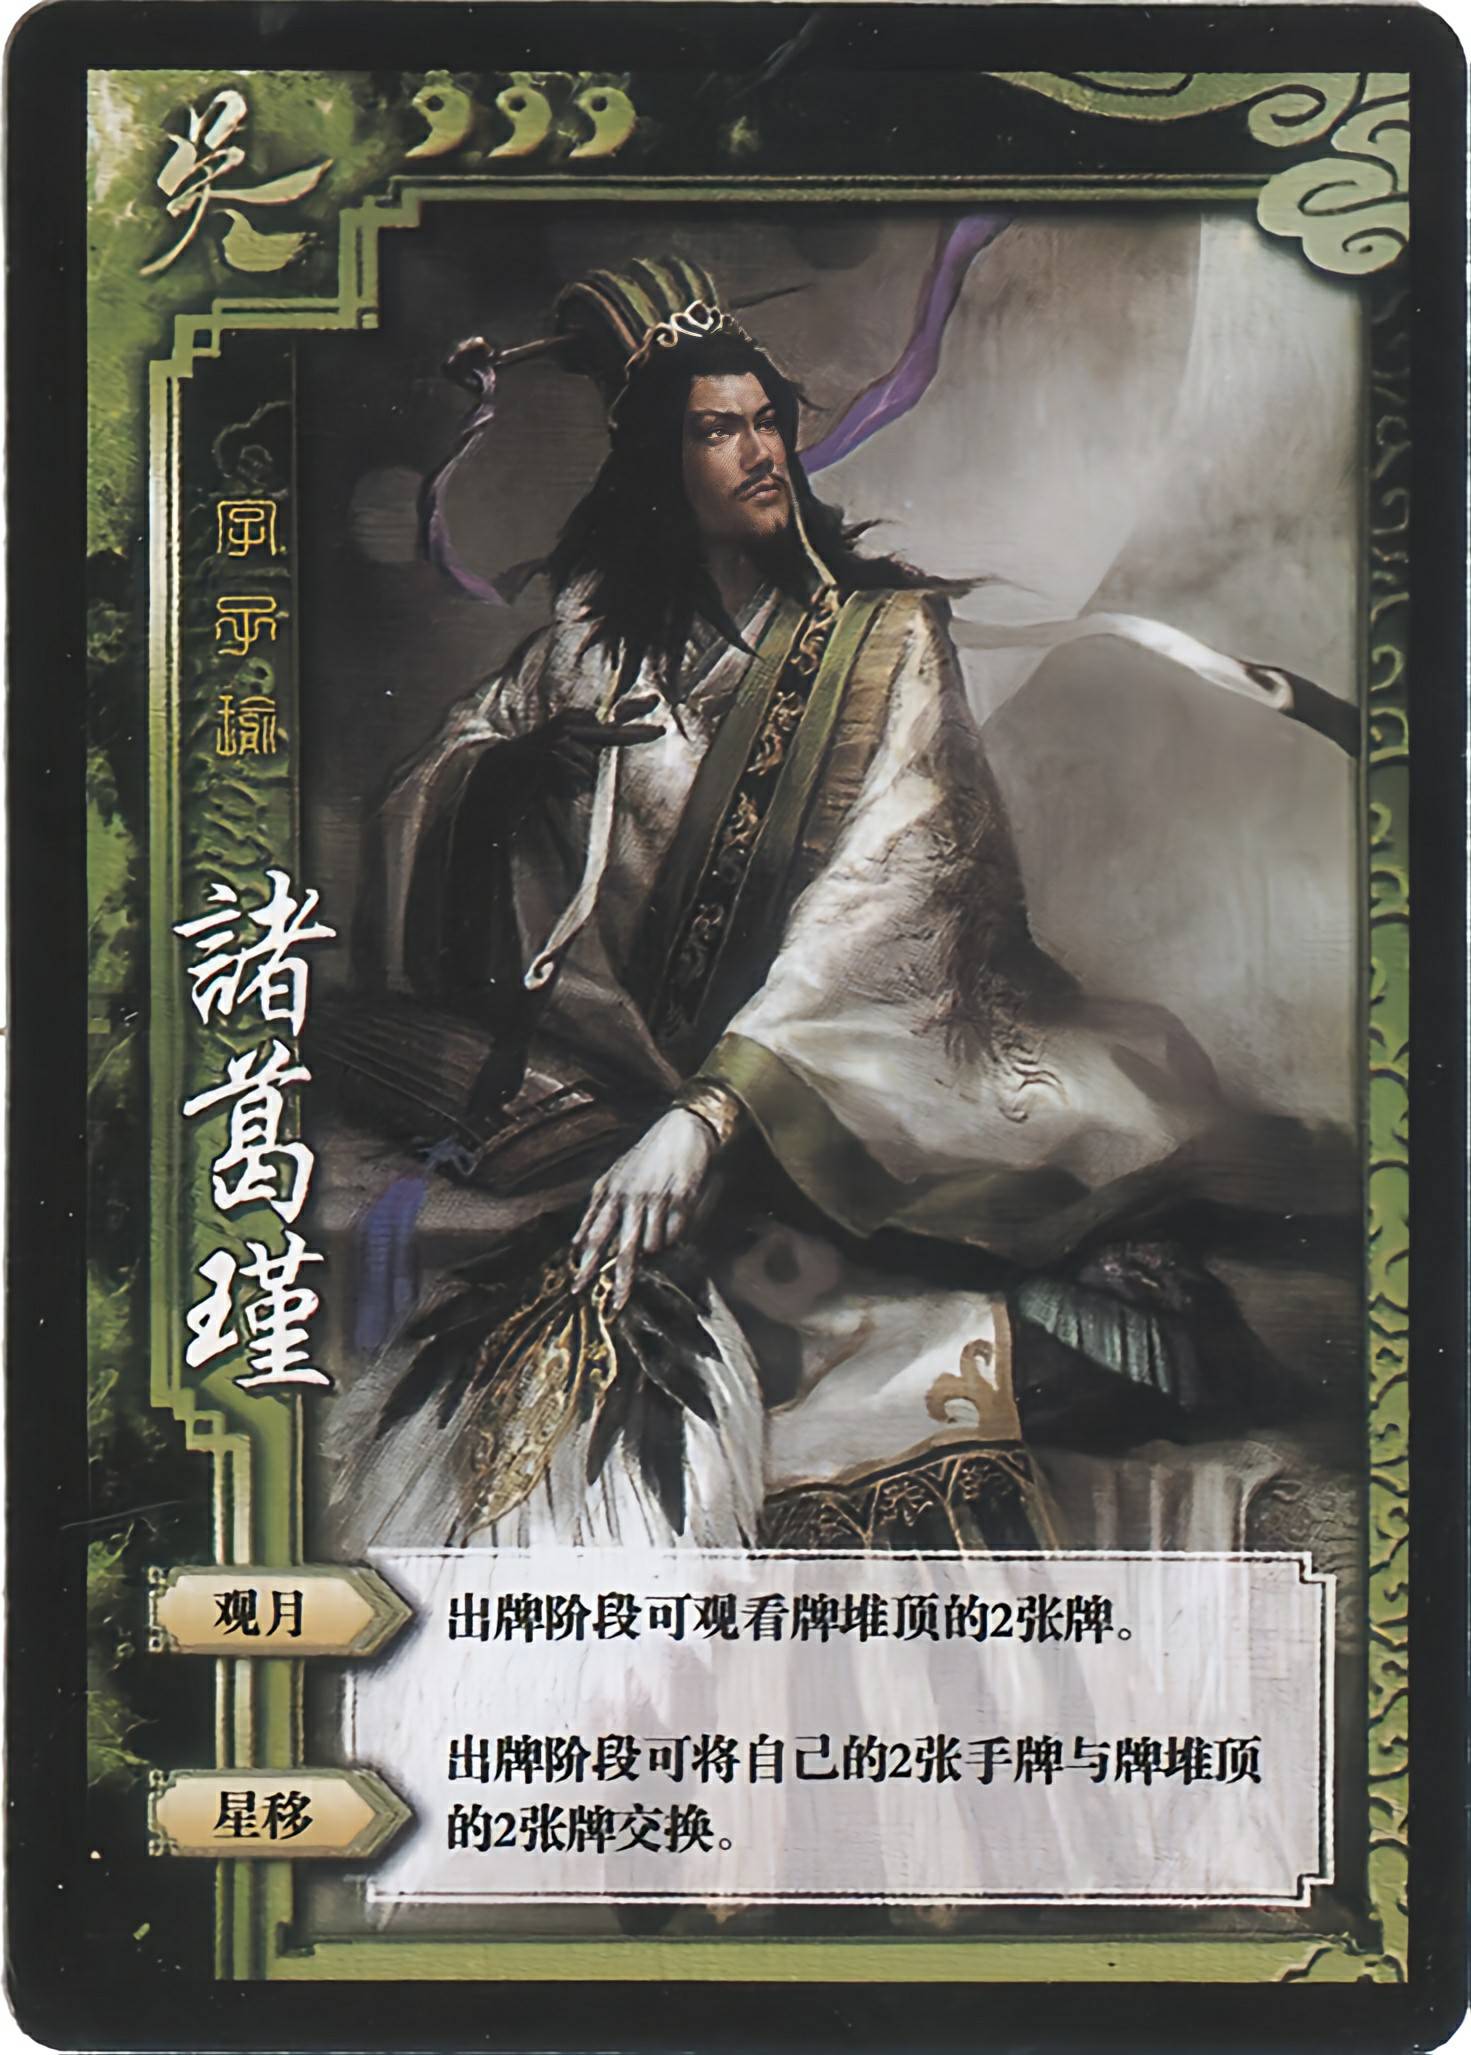 吴
字子瑜
諸葛瑾
观月
出牌阶段可观看牌堆顶的2张牌。
星移
出牌阶段可将自己的2张手牌与牌堆顶
的2张牌交换。